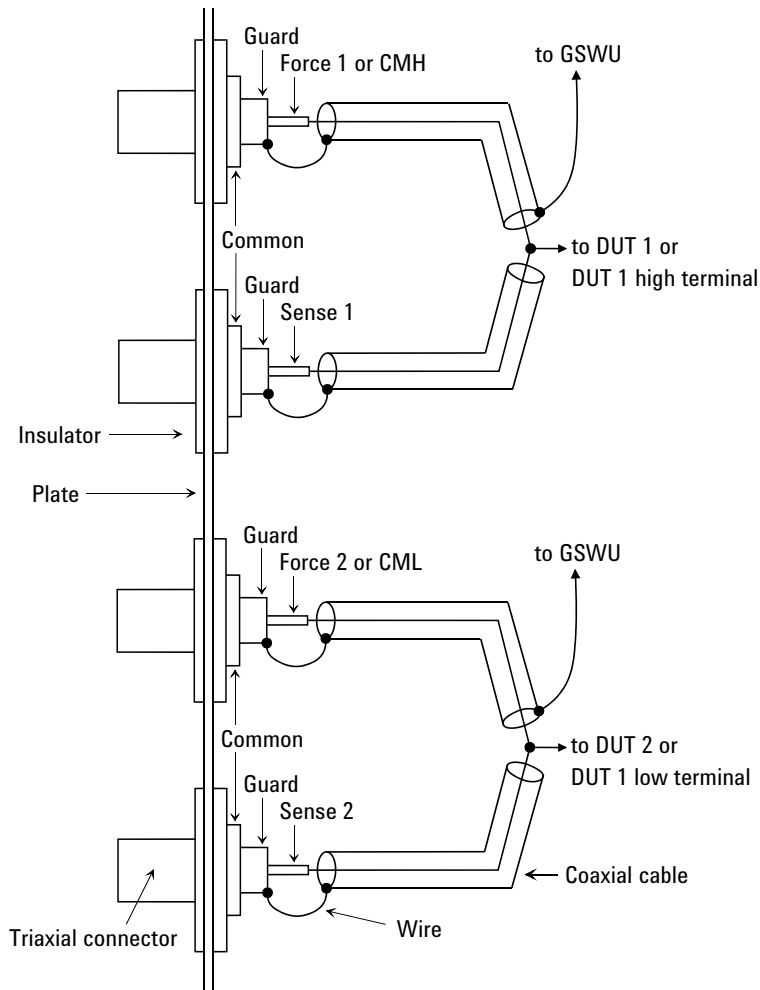 Guard
Force 1 or CMH
to GSWU
Common
to DUT 1 or
DUT 1 high terminal
Guard
Sense 1
Insulator
Plate
Guard
Force 2 or CML
to GSWU
Common
to DUT 2 or
DUT 1 low terminal
Guard
Sense 2
Coaxial cable
Wire
Triaxial connector